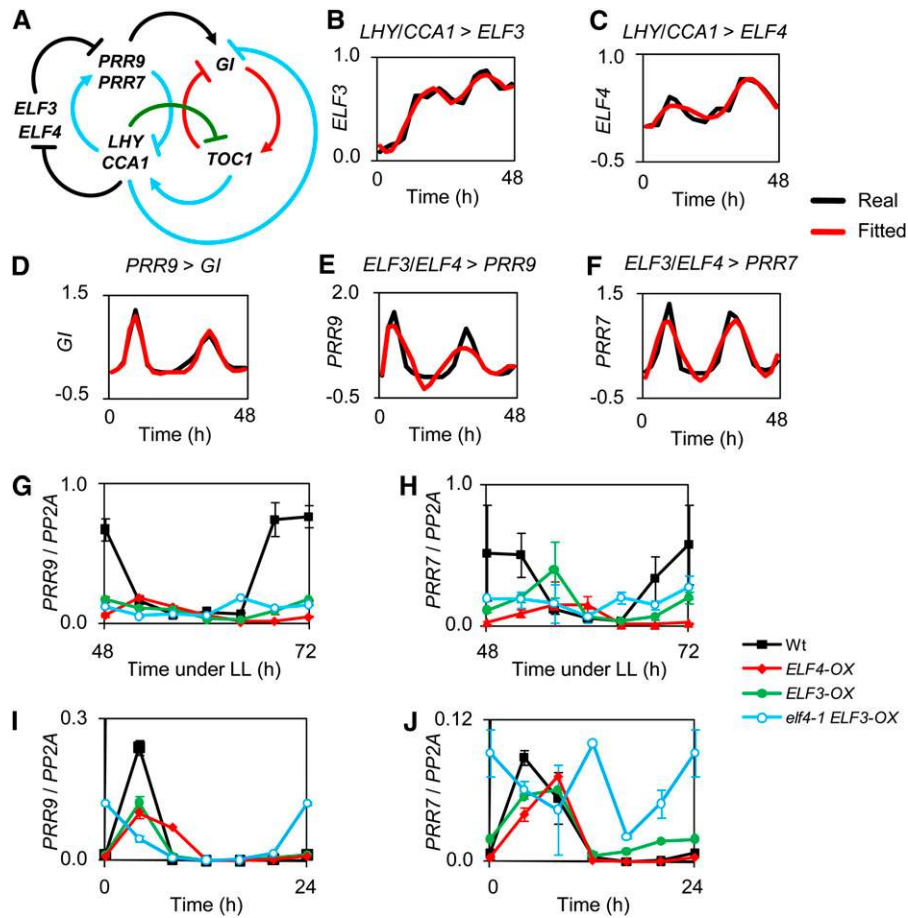 A
PRR9
PRR7
GI
ELF3
ELF4
LHY
CCA1
TOC1
B
LHY/CCA1 > ELF3
1.0
ELF3
0.0
0
48
Time (h)
C
LHY/CCA1 > ELF4
1.0
ELF4
-0.5
0
48
Time (h)
Real
Fitted
D
PRR9 > GI
1.5
GI
-0.5
0
48
Time (h)
E
ELF3/ELF4 > PRR9
2.0
PRR9
-0.5
0
48
Time (h)
F
ELF3/ELF4 > PRR7
1.5
PRR7
-0.5
0
48
Time (h)
G
1.0
PRR9 / PP2A
0.0
48
72
Time under LL (h)
H
1.0
PRR7 / PP2A
0.0
48
72
Time under LL (h)
Wt
ELF4-OX
ELF3-OX
elf4-1 ELF3-OX
I
0.3
PRR9 / PP2A
0.0
0
24
Time (h)
J
0.12
PRR7 / PP2A
0.0
0
24
Time (h)